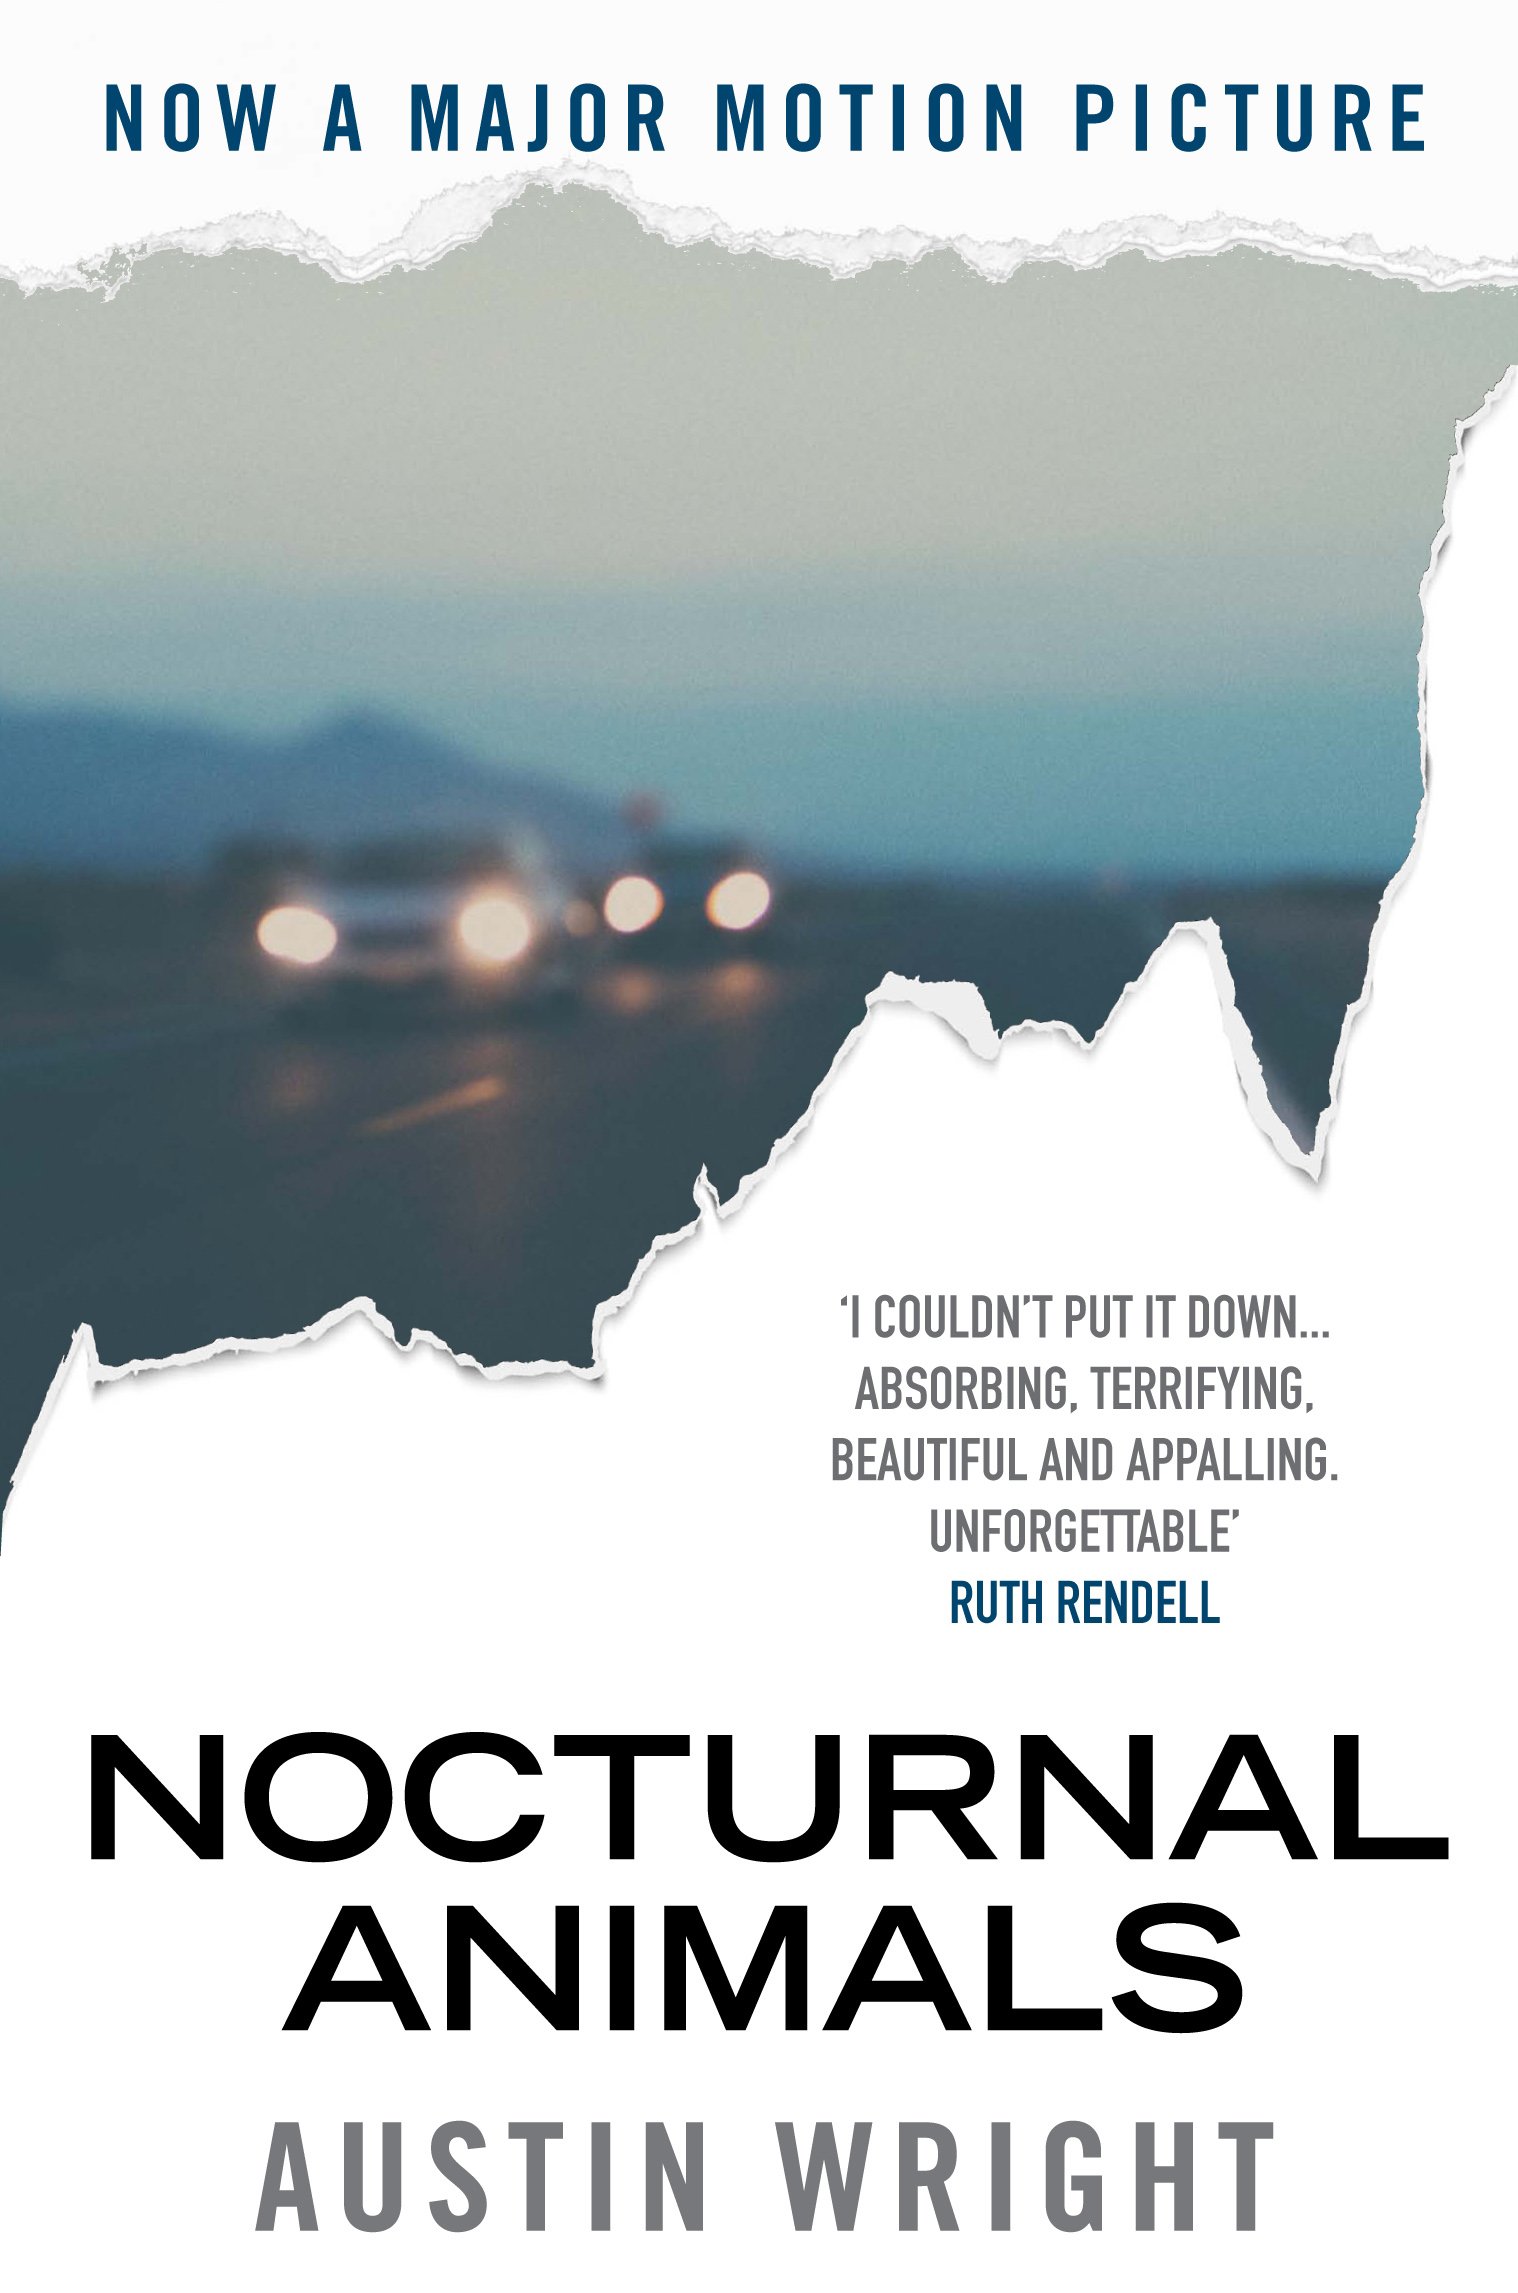 NOW A MAJOR MOTION PICTURE
‘I COULDN’T PUT IT DOWN...
ABSORBING, TERRIFYING,
BEAUTIFUL AND APPALLING.
UNFORGETTABLE’
RUTH RENDELL
NOCTURNAL
ANIMALS
AUSTIN WRIGHT